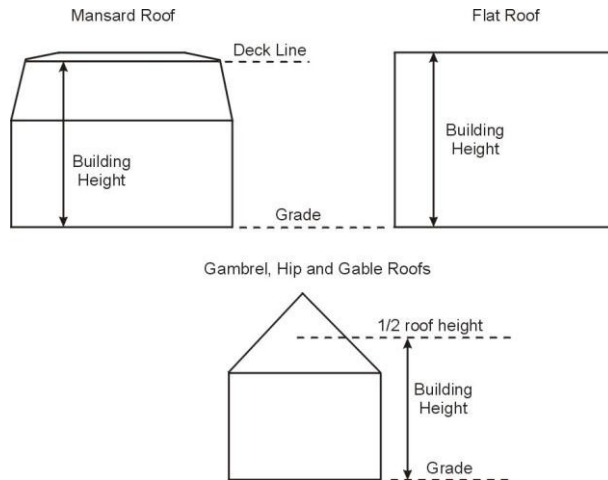 Mansard Roof
Flat Roof
Deck Line
Building
Height
Building
Height
Grade
Gambrel, Hip and Gable Roofs
1/2 roof height
Building
Height
Grade